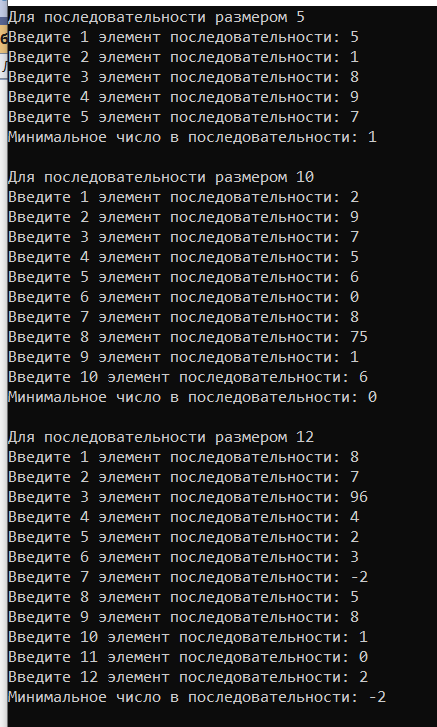 Для последовательности размером 5
Введите 1 элемент последовательности: 5
Введите 2 элемент последовательности: 1
Введите 3 элемент последовательности: 8
Введите 4 элемент последовательности: 9
Введите 5 элемент последовательности: 7
Минимальное число в последовательности: 1

Для последовательности размером 10
Введите 1 элемент последовательности: 2
Введите 2 элемент последовательности: 9
Введите 3 элемент последовательности: 7
Введите 4 элемент последовательности: 5
Введите 5 элемент последовательности: 6
Введите 6 элемент последовательности: 0
Введите 7 элемент последовательности: 8
Введите 8 элемент последовательности: 75
Введите 9 элемент последовательности: 1
Введите 10 элемент последовательности: 6
Минимальное число в последовательности: 0

Для последовательности размером 12
Введите 1 элемент последовательности: 8
Введите 2 элемент последовательности: 7
Введите 3 элемент последовательности: 96
Введите 4 элемент последовательности: 4
Введите 5 элемент последовательности: 2
Введите 6 элемент последовательности: 3
Введите 7 элемент последовательности: -2
Введите 8 элемент последовательности: 5
Введите 9 элемент последовательности: 8
Введите 10 элемент последовательности: 1
Введите 11 элемент последовательности: 0
Введите 12 элемент последовательности: 2
Минимальное число в последовательности: -2